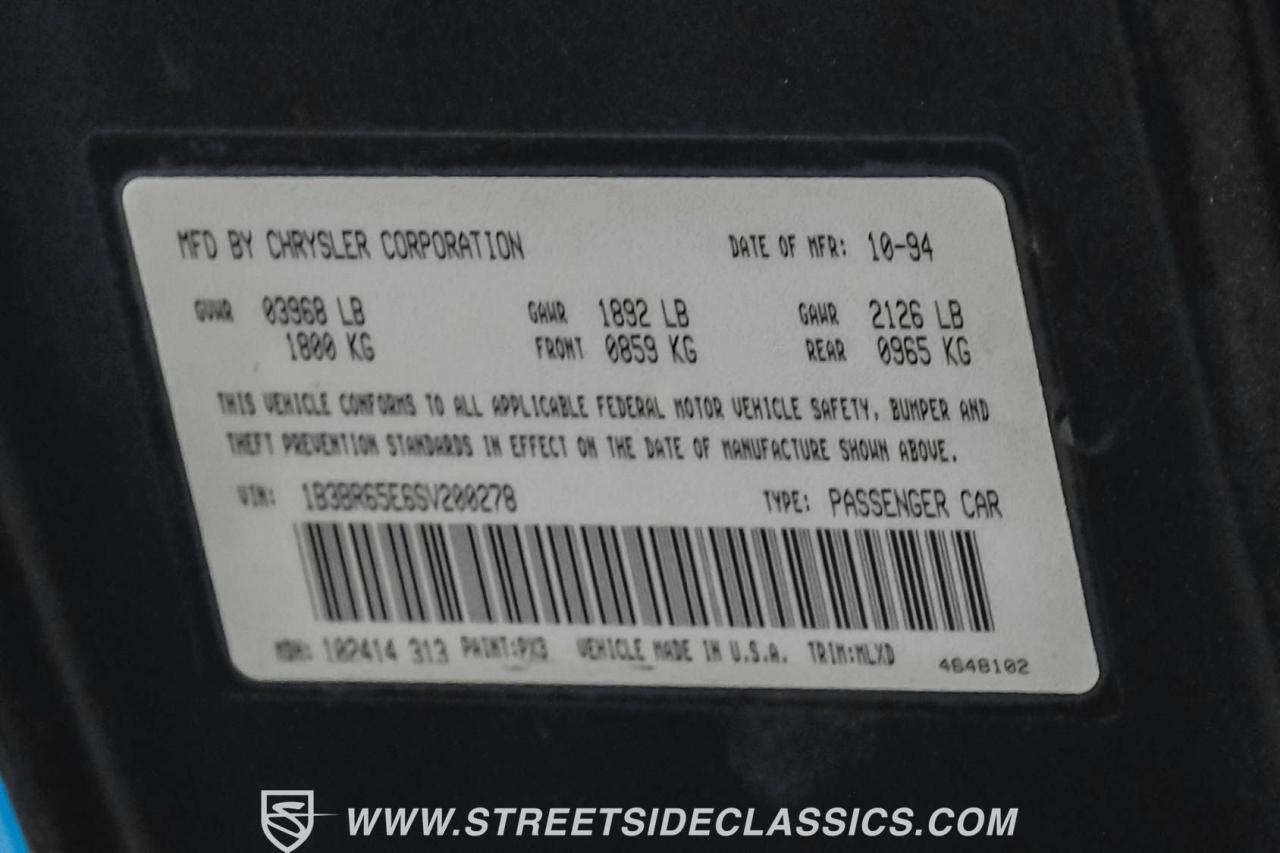 MFD BY CHRYSLER CORPORATION DATE OF MFR: 10-94
GVWR 03968 LB GAWR 1892 LB GAWR 2126 LB
1800 KG FRONT 0859 KG REAR 0965 KG
THIS VEHICLE CONFORMS TO ALL APPLICABLE FEDERAL MOTOR VEHICLE SAFETY, BUMPER AND
THEFT PREVENTION STANDARDS IN EFFECT ON THE DATE OF MANUFACTURE SHOWN ABOVE.
VIN: 1B3BR65E6SV200278 TYPE: PASSENGER CAR
MDH: 102414 313 PAINT:PX3 VEHICLE MADE IN U.S.A. TRIM:MLXD
4648102
WWW.STREETSIDECLASSICS.COM